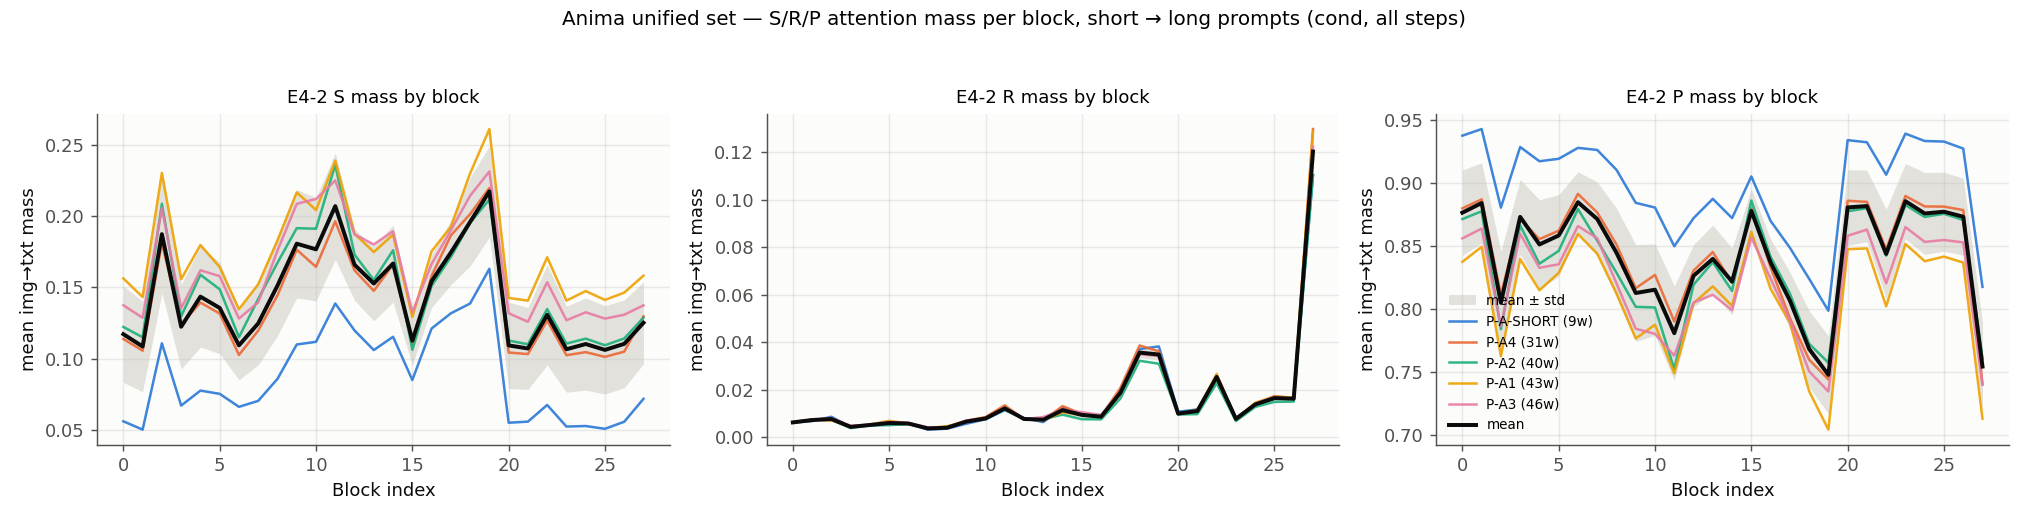 Anima unified set — S/R/P attention mass per block, short → long prompts (cond, all steps)
E4-2 S mass by block
mean img→txt mass
0.25
0.20
0.15
0.10
0.05
0 5 10 15 20 25
Block index
E4-2 R mass by block
mean img→txt mass
0.12
0.10
0.08
0.06
0.04
0.02
0.00
0 5 10 15 20 25
Block index
E4-2 P mass by block
mean img→txt mass
0.95
0.90
0.85
0.80
0.75
0.70
mean ± std
P-A-SHORT (9w)
P-A4 (31w)
P-A2 (40w)
P-A1 (43w)
P-A3 (46w)
mean
0 5 10 15 20 25
Block index